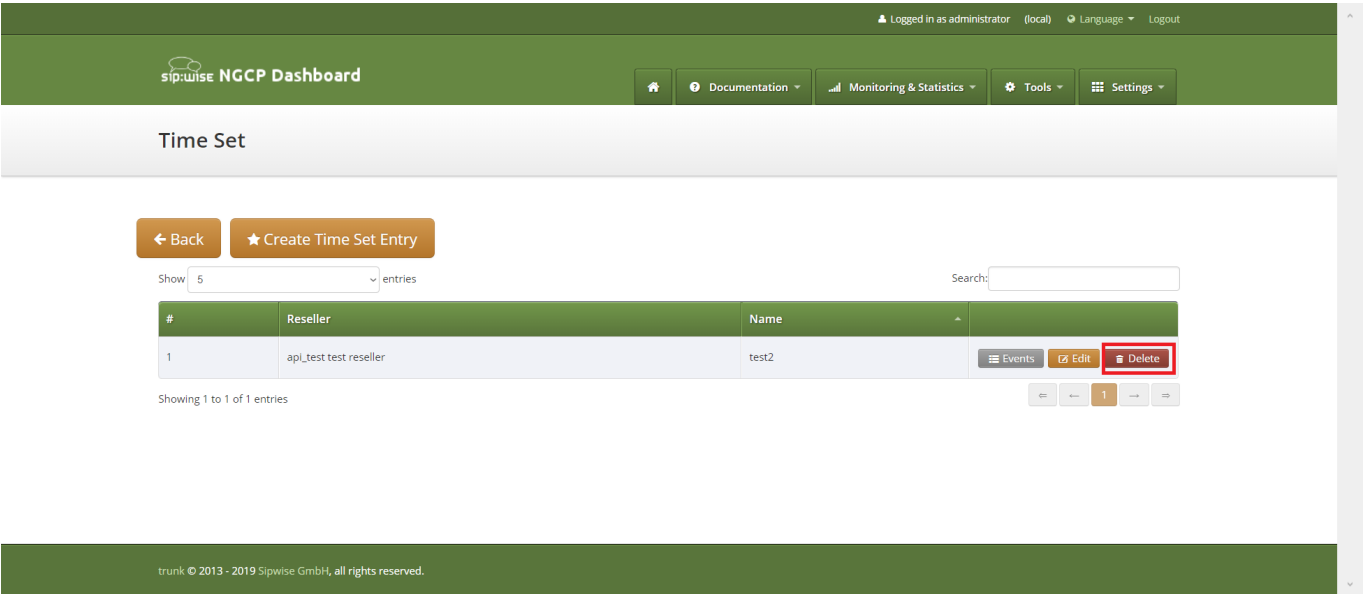 Logged in as administrator (local) Language Logout
sip:wise NGCP Dashboard
Documentation Monitoring & Statistics Tools Settings
Time Set
Back Create Time Set Entry
Show 5 entries Search:
# Reseller Name
1 api_test test reseller test2 Events Edit Delete
Showing 1 to 1 of 1 entries ⇐ ← 1 → ⇒
trunk © 2013 - 2019 Sipwise GmbH, all rights reserved.